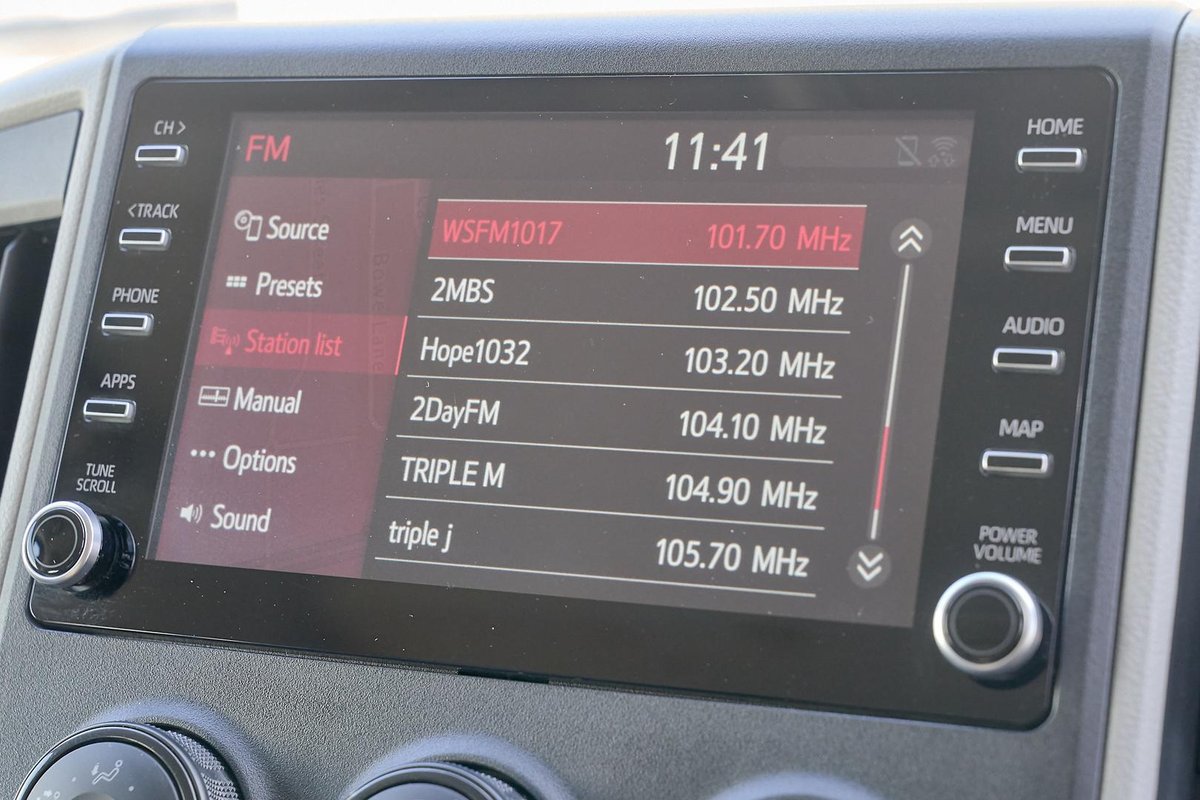 CH >
< TRACK
PHONE
APPS
TUNE
SCROLL
FM
11:41
Source
Presets
Station list
Manual
Options
Sound
WSFM1017 101.70 MHz
2MBS 102.50 MHz
Hope1032 103.20 MHz
2DayFM 104.10 MHz
TRIPLE M 104.90 MHz
triple j 105.70 MHz
HOME
MENU
AUDIO
MAP
POWER
VOLUME